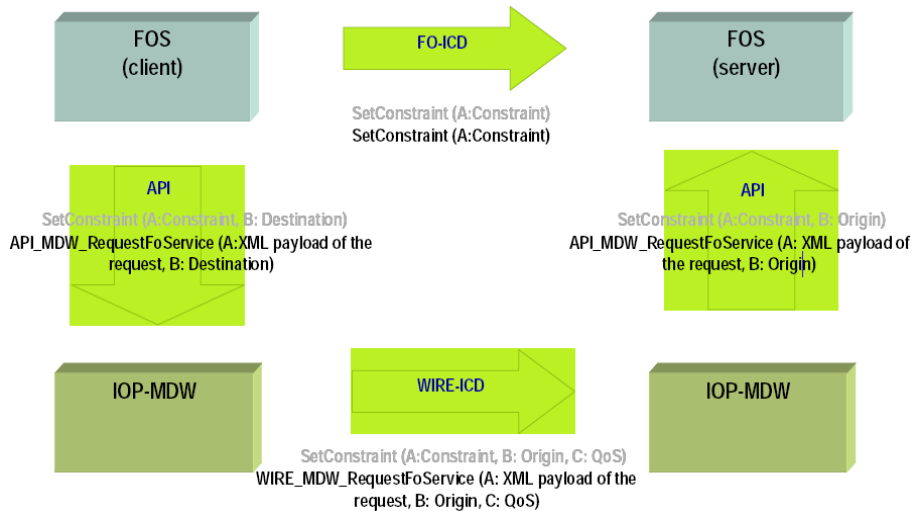 FOS
(client)
FO-ICD
FOS
(server)
SetConstraint (A:Constraint)
SetConstraint (A:Constraint)
API
SetConstraint (A:Constraint, B: Destination)
API_MDW_RequestFoService (A:XML payload of the
request, B: Destination)
API
SetConstraint (A:Constraint, B: Origin)
API_MDW_RequestFoService (A: XML payload of
the request, B: Origin)
IOP-MDW
WIRE-ICD
IOP-MDW
SetConstraint (A:Constraint, B: Origin, C: QoS)
WIRE_MDW_RequestFoService (A: XML payload of the
request, B: Origin, C: QoS)